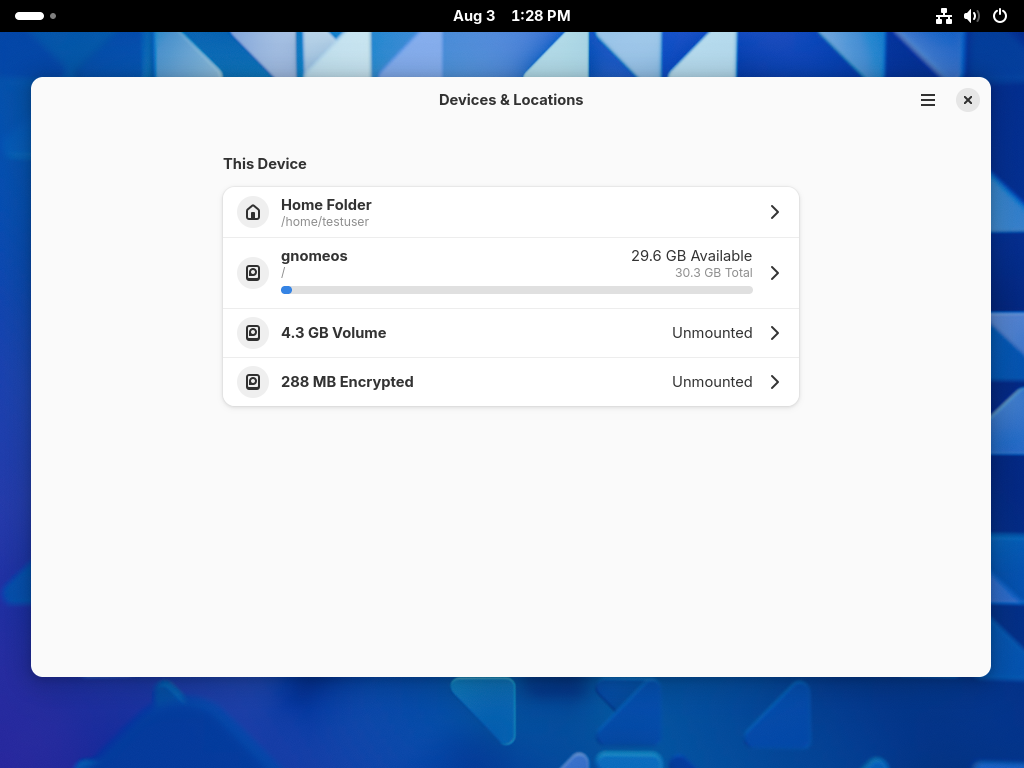 Aug 3 1:28 PM
Devices & Locations
This Device
Home Folder
/home/testuser
gnomeos
29.6 GB Available
/
30.3 GB Total
4.3 GB Volume
Unmounted
288 MB Encrypted
Unmounted